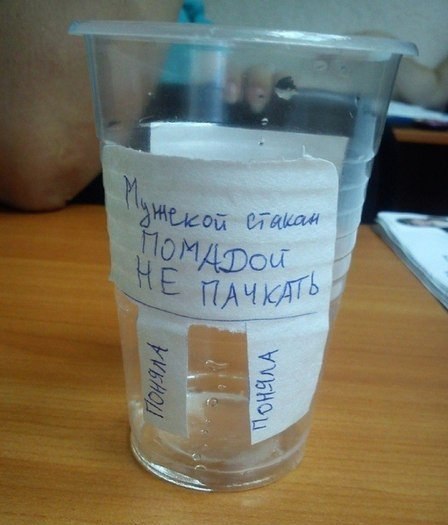 Мужской стакан
ПОМАДОЙ
НЕ ПАЧКАТЬ
ПОНЯЛА
ПОНЯЛА